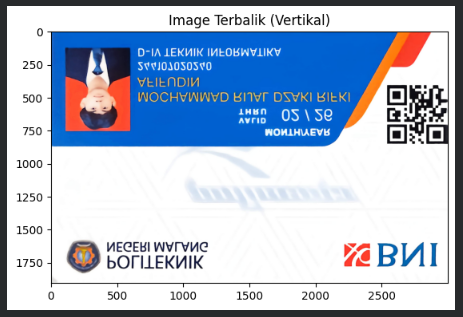 Image Terbalik (Vertikal)
0
250
500
750
1000
1250
1500
1750
POLITEKNIK
NEGERI MALANG
BNI
MONTH/YEAR
VALID
THRU
02 / 26
MOCHAMMAD RIJAL DZAKI RIFKI
AFIFUDIN
244107020240
D-IV TEKNIK INFORMATIKA
0 500 1000 1500 2000 2500